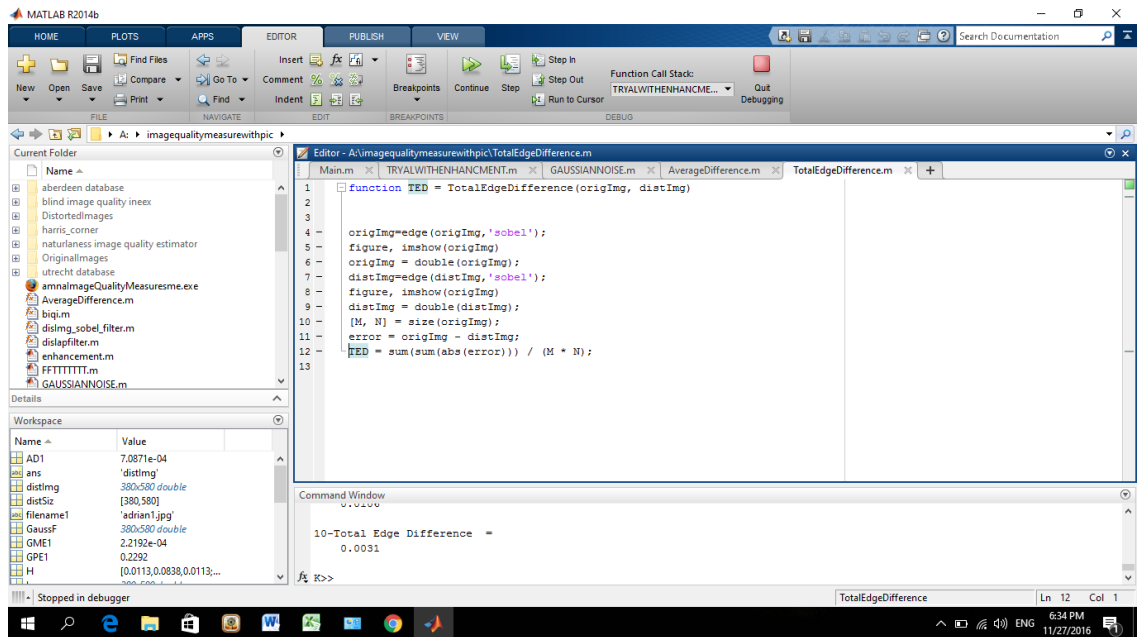 MATLAB R2014b
HOME PLOTS APPS EDITOR PUBLISH VIEW Search Documentation
New Open Save Find Files Compare Print
Go To Find
Insert Comment Indent
Breakpoints Continue Step Step In Step Out Run to Cursor
Function Call Stack:
TRYALWITHENHANCME...
Quit Debugging
FILE NAVIGATE EDIT BREAKPOINTS DEBUG
A: imagequalitymeasurewithpic
Current Folder
Name
aberdeen database
blind image quality ineex
DistortedImages
harris_corner
naturlaness image quality estimator
OriginalImages
utrecht database
amnaImageQualityMeasuresme.exe
AverageDifference.m
biqi.m
disImg_sobel_filter.m
dislapfilter.m
enhancement.m
FFTTTTTTT.m
GAUSSIANNOISE.m
Details
Workspace
Name Value
AD1 7.0871e-04
ans 'distImg'
distImg 380x580 double
distSiz [380,580]
filename1 'adrian1.jpg'
GaussF 380x580 double
GME1 2.2192e-04
GPE1 0.2292
H [0.0113,0.0838,0.0113;...
Editor - A:\imagequalitymeasurewithpic\TotalEdgeDifference.m
Main.m TRYALWITHENHANCMENT.m GAUSSIANNOISE.m AverageDifference.m TotalEdgeDifference.m
1 function TED = TotalEdgeDifference(origImg, distImg)
2
3
4 origImg=edge(origImg,'sobel');
5 figure, imshow(origImg)
6 origImg = double(origImg);
7 distImg=edge(distImg,'sobel');
8 figure, imshow(origImg)
9 distImg = double(distImg);
10 [M, N] = size(origImg);
11 error = origImg - distImg;
12 TED = sum(sum(abs(error))) / (M * N);
13
Command Window
10-Total Edge Difference =
0.0031
fx K>>
Stopped in debugger TotalEdgeDifference Ln 12 Col 1
ENG 6:34 PM
11/27/2016